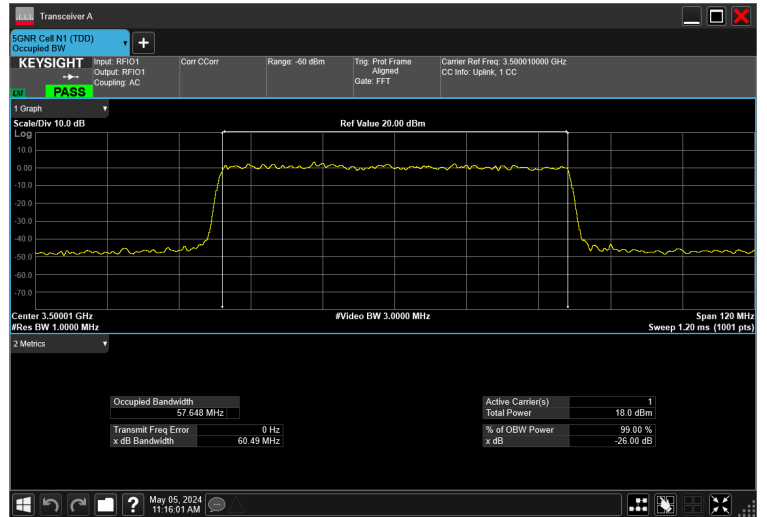 Transceiver A
5GNR Cell N1 (TDD)
Occupied BW
KEYSIGHT
LXI
PASS
Input: RFIO1
Output: RFIO1
Coupling: AC
Corr CCorr
Range: -60 dBm
Trig: Prot Frame
Aligned
Gate: FFT
Carrier Ref Freq: 3.500010000 GHz
CC Info: Uplink, 1 CC
1 Graph
Scale/Div 10.0 dB
Ref Value 20.00 dBm
Log
10.0
0.00
-10.0
-20.0
-30.0
-40.0
-50.0
-60.0
-70.0
Center 3.50001 GHz
#Video BW 3.0000 MHz
Span 120 MHz
#Res BW 1.0000 MHz
Sweep 1.20 ms (1001 pts)
2 Metrics
Occupied Bandwidth
57.648 MHz
Transmit Freq Error 0 Hz
x dB Bandwidth 60.49 MHz
Active Carrier(s) 1
Total Power 18.0 dBm
% of OBW Power 99.00 %
x dB -26.00 dB
?
May 05, 2024
11:16:01 AM